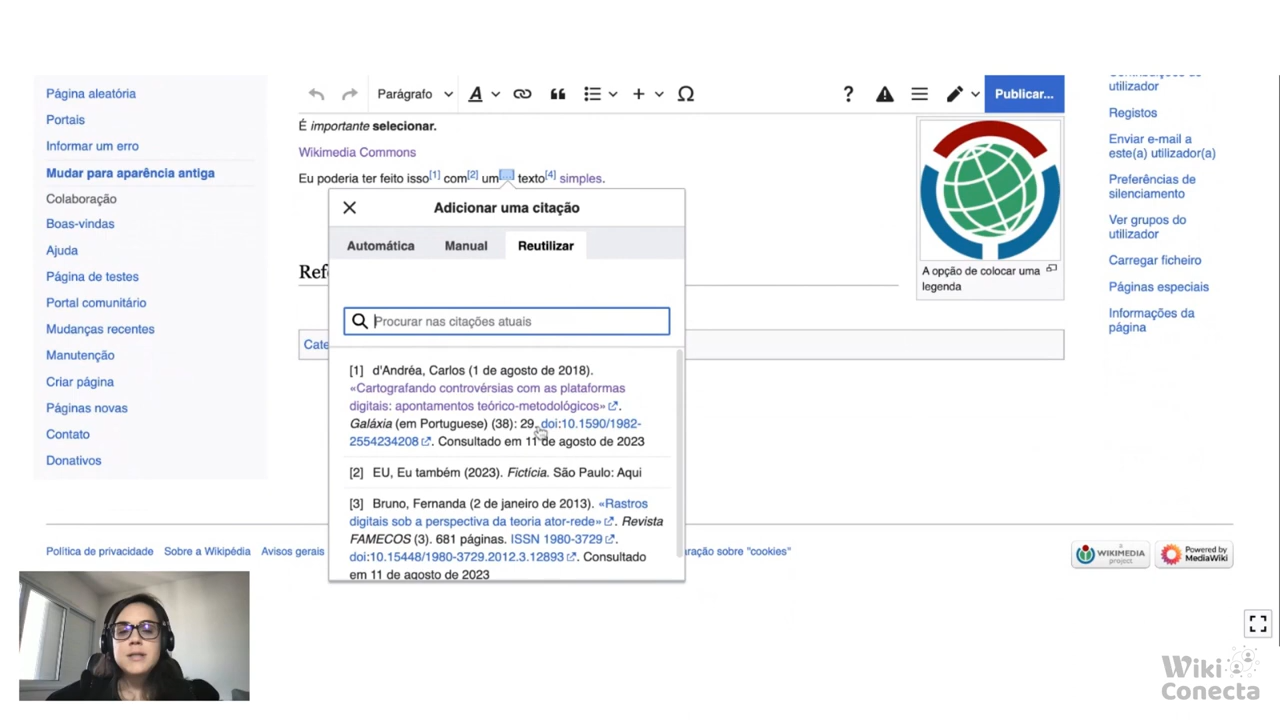 Página aleatória
Portais
Informar um erro
Mudar para aparência antiga
Colaboração
Boas-vindas
Ajuda
Página de testes
Portal comunitário
Mudanças recentes
Manutenção
Criar página
Páginas novas
Contato
Donativos
Parágrafo
A
Ω
?
Publicar...
É importante selecionar.
Wikimedia Commons
Eu poderia ter feito isso[1] com[2] um texto[4] simples.
Ref
Cate
Adicionar uma citação
Automática
Manual
Reutilizar
Procurar nas citações atuais
[1] d'Andréa, Carlos (1 de agosto de 2018).
«Cartografando controvérsias com as plataformas
digitais: apontamentos teórico-metodológicos».
Galáxia (em Portuguese) (38): 29. doi:10.1590/1982-
2554234208. Consultado em 11 de agosto de 2023
[2] EU, Eu também (2023). Fictícia. São Paulo: Aqui
[3] Bruno, Fernanda (2 de janeiro de 2013). «Rastros
digitais sob a perspectiva da teoria ator-rede». Revista
FAMECOS (3). 681 páginas. ISSN 1980-3729.
doi:10.15448/1980-3729.2012.3.12893. Consultado
em 11 de agosto de 2023
A opção de colocar uma
legenda
utilizador
Registos
Enviar e-mail a
este(a) utilizador(a)
Preferências de
silenciamento
Ver grupos do
utilizador
Carregar ficheiro
Páginas especiais
Informações da
página
Política de privacidade
Sobre a Wikipédia
Avisos gerais
ração sobre "cookies"
WIKIMEDIA
project
Powered by
MediaWiki
Wiki
Conecta